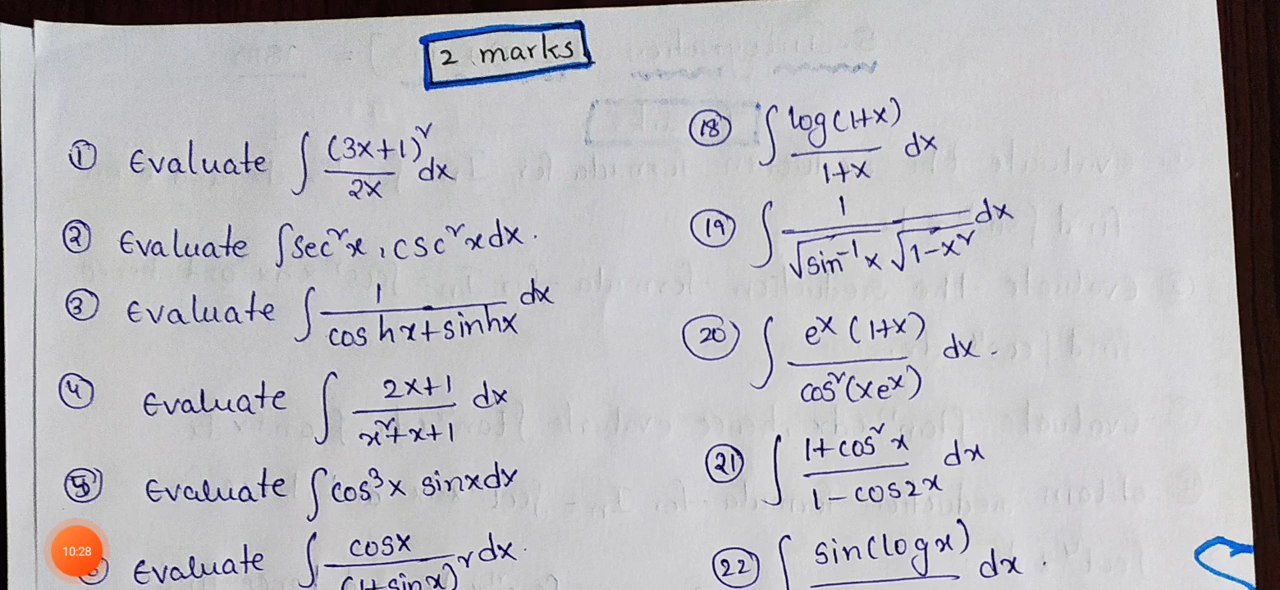 2 marks
① Evaluate ∫ (3x+1)² / 2x dx
② Evaluate ∫ sec²x . csc²x dx.
③ Evaluate ∫ 1 / cos hx + sinhx dx
④ Evaluate ∫ 2x+1 / x²+x+1 dx
⑤ Evaluate ∫ cos³x sinx dx
Evaluate ∫ cosx / (1+sinx)² dx.
⑱ ∫ log(1+x) / 1+x dx
⑲ ∫ 1 / √sin⁻¹x √1-x² dx
⑳ ∫ eˣ (1+x) / cos²(xeˣ) dx.
㉑ ∫ 1+cos²x / 1-cos2x dx
㉒ ∫ sin(logx) dx.
10:28